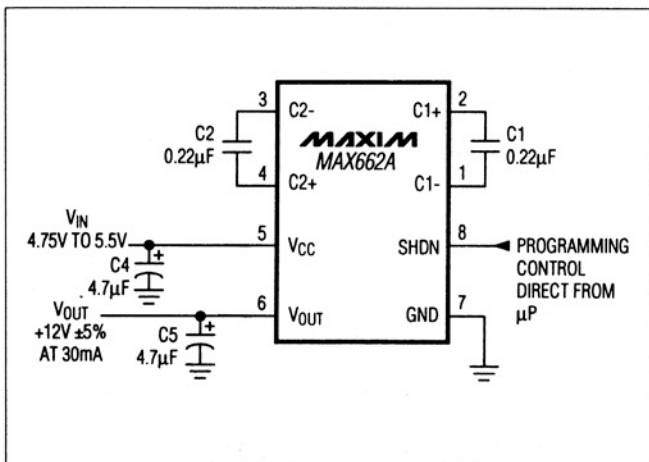 3
C2-
C1+
2
C2
0.22µF
MAXIM
MAX662A
C1
0.22µF
4
C2+
C1-
1
VIN
4.75V TO 5.5V
5
VCC
SHDN
8
PROGRAMMING
CONTROL
DIRECT FROM
µP
+
C4
4.7µF
VOUT
+12V ±5%
AT 30mA
6
VOUT
GND
7
+
C5
4.7µF